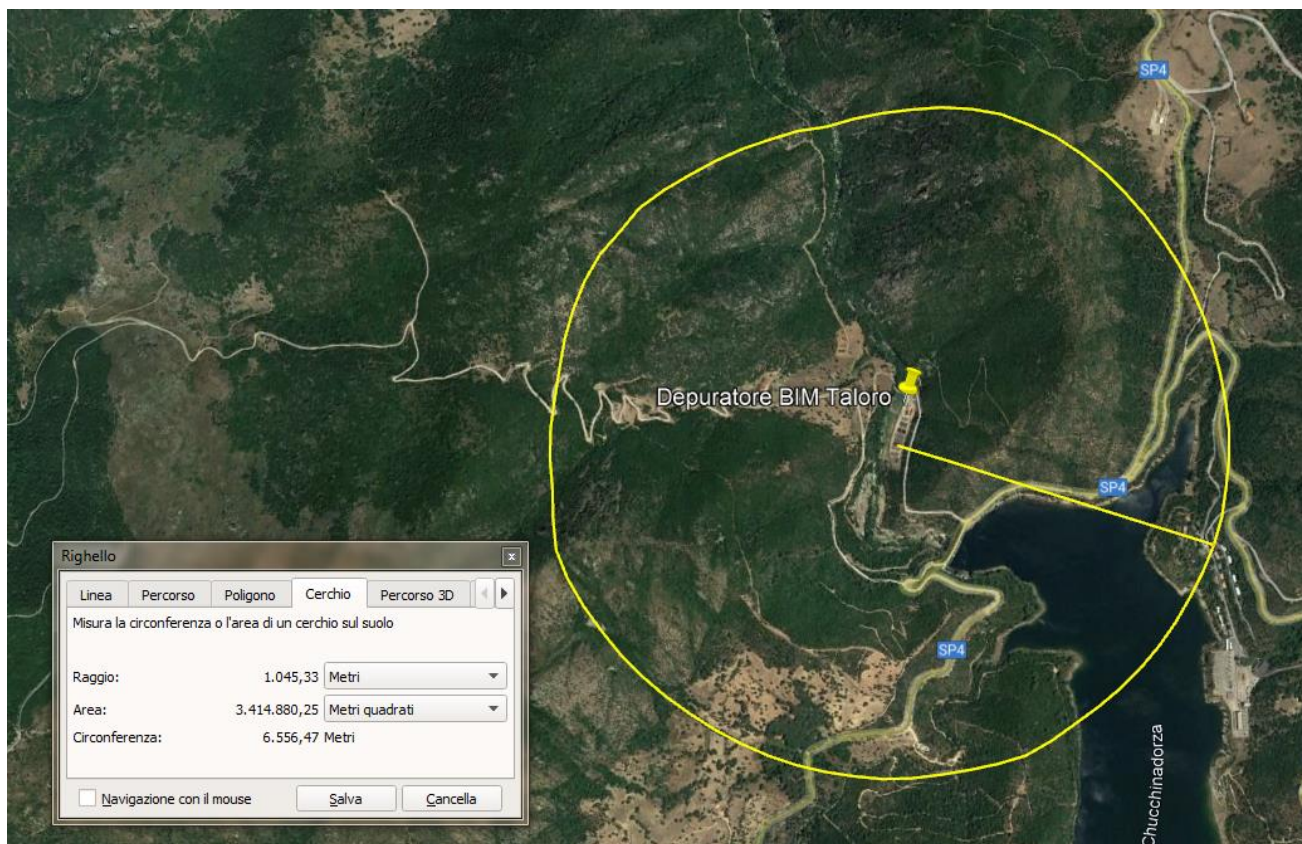 SP4
Depuratore BIM Taloro
SP4
SP4
Chucchinadorza
Righello
x
Linea Percorso Poligono Cerchio Percorso 3D
Misura la circonferenza o l'area di un cerchio sul suolo
Raggio: 1.045,33 Metri
Area: 3.414.880,25 Metri quadrati
Circonferenza: 6.556,47 Metri
Navigazione con il mouse Salva Cancella